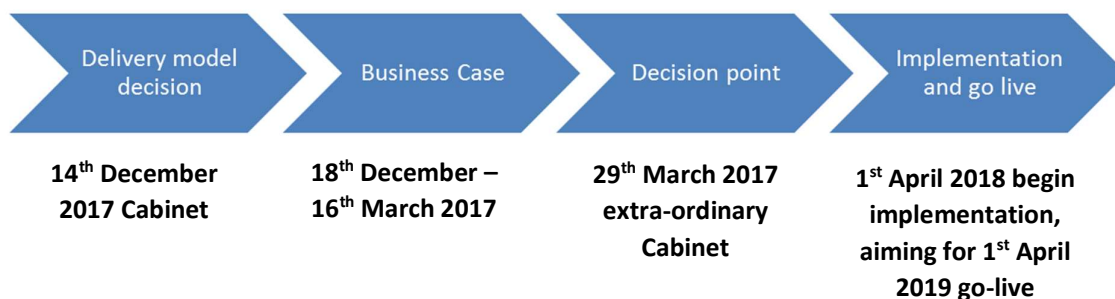 Delivery model
decision
Business Case
Decision point
Implementation
and go live
14th December
2017 Cabinet
18th December –
16th March 2017
29th March 2017
extra-ordinary
Cabinet
1st April 2018 begin
implementation,
aiming for 1st April
2019 go-live